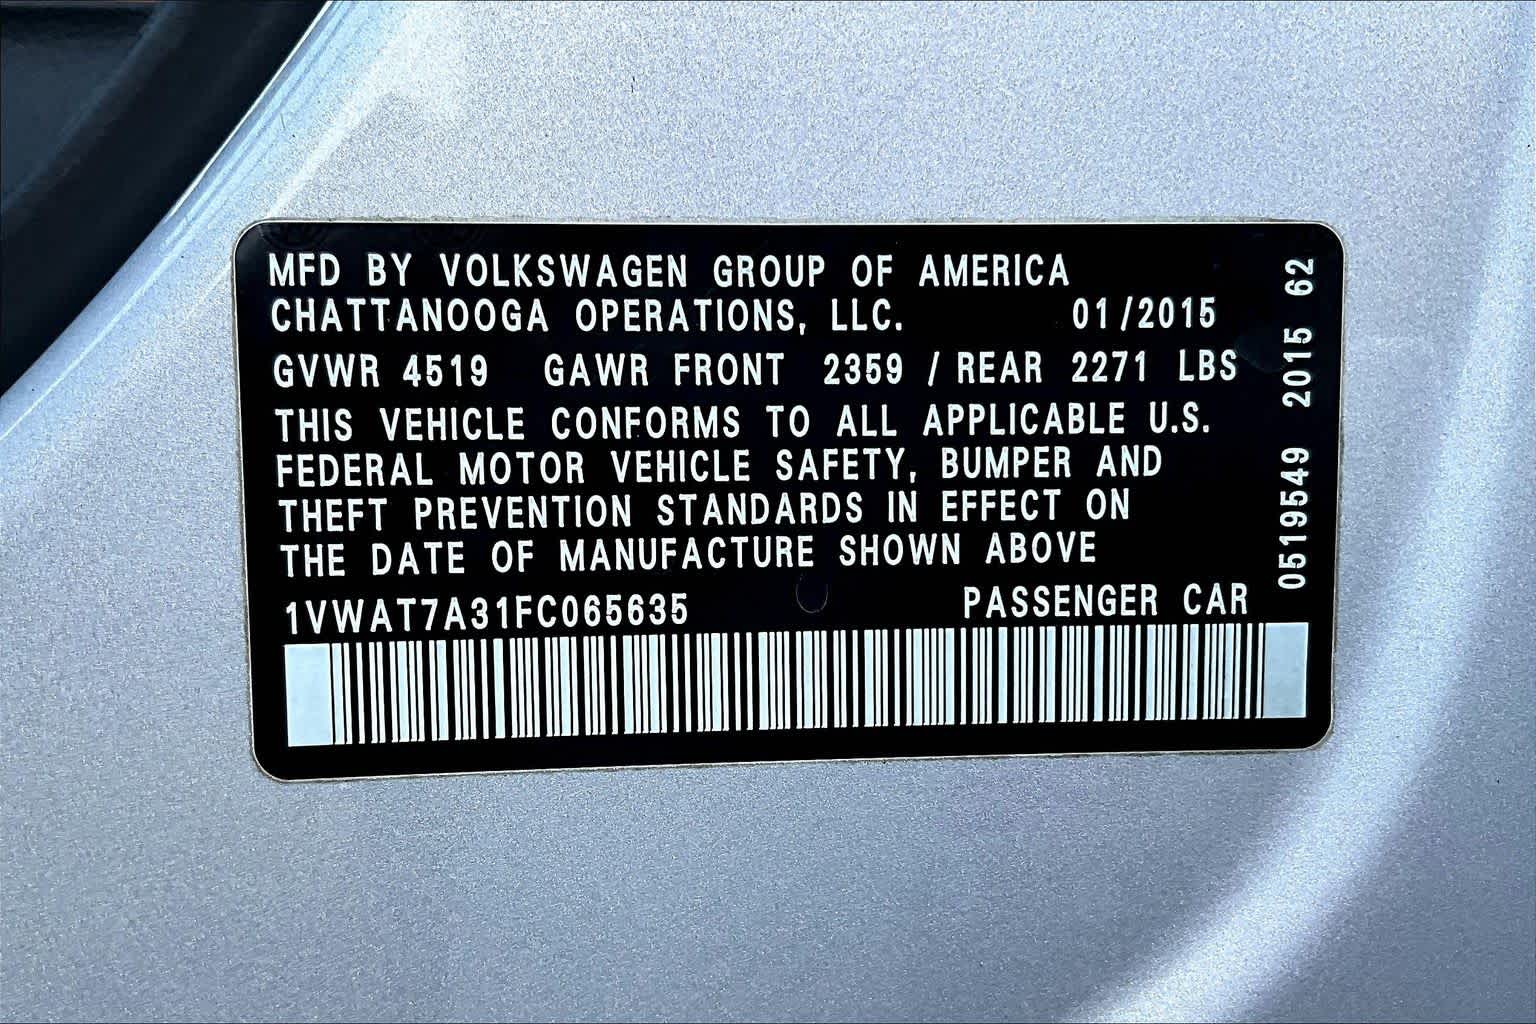 MFD BY VOLKSWAGEN GROUP OF AMERICA
CHATTANOOGA OPERATIONS, LLC. 01/2015
GVWR 4519 GAWR FRONT 2359 / REAR 2271 LBS
THIS VEHICLE CONFORMS TO ALL APPLICABLE U.S.
FEDERAL MOTOR VEHICLE SAFETY, BUMPER AND
THEFT PREVENTION STANDARDS IN EFFECT ON
THE DATE OF MANUFACTURE SHOWN ABOVE
1VWAT7A31FC065635 PASSENGER CAR
0519549 2015 62